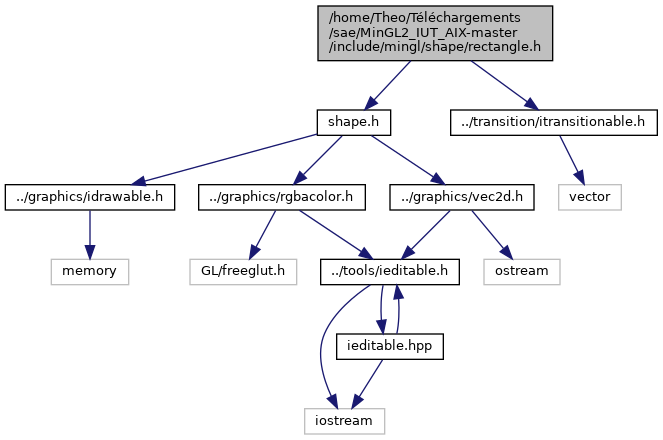 /home/Theo/Téléchargements
/sae/MinGL2_IUT_AIX-master
/include/mingl/shape/rectangle.h
shape.h
../transition/itransitionable.h
../graphics/idrawable.h
../graphics/rgbacolor.h
../graphics/vec2d.h
vector
memory
GL/freeglut.h
../tools/ieditable.h
ostream
ieditable.hpp
iostream